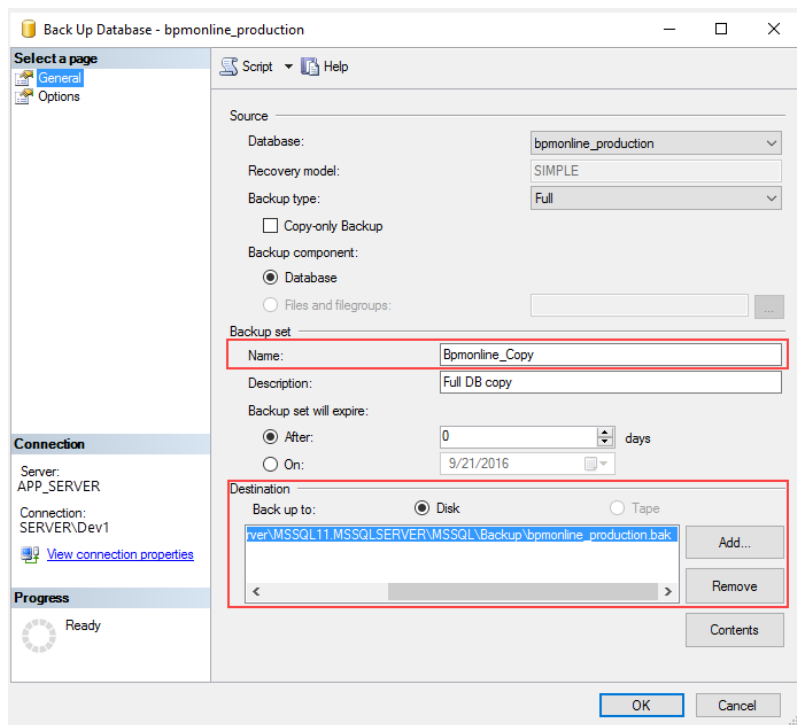 Back Up Database - bpmonline_production
Select a page
General
Options
Script
Help
Source
Database:
bpmonline_production
Recovery model:
SIMPLE
Backup type:
Full
Copy-only Backup
Backup component:
Database
Files and filegroups:
...
Backup set
Name:
Bpmonline_Copy
Description:
Full DB copy
Backup set will expire:
After:
0
days
On:
9/21/2016
Destination
Back up to:
Disk
Tape
rver\MSSQL11.MSSQLSERVER\MSSQL\Backup\bpmonline_production.bak
Add...
Remove
Contents
Connection
Server:
APP_SERVER
Connection:
SERVER\Dev1
View connection properties
Progress
Ready
OK
Cancel